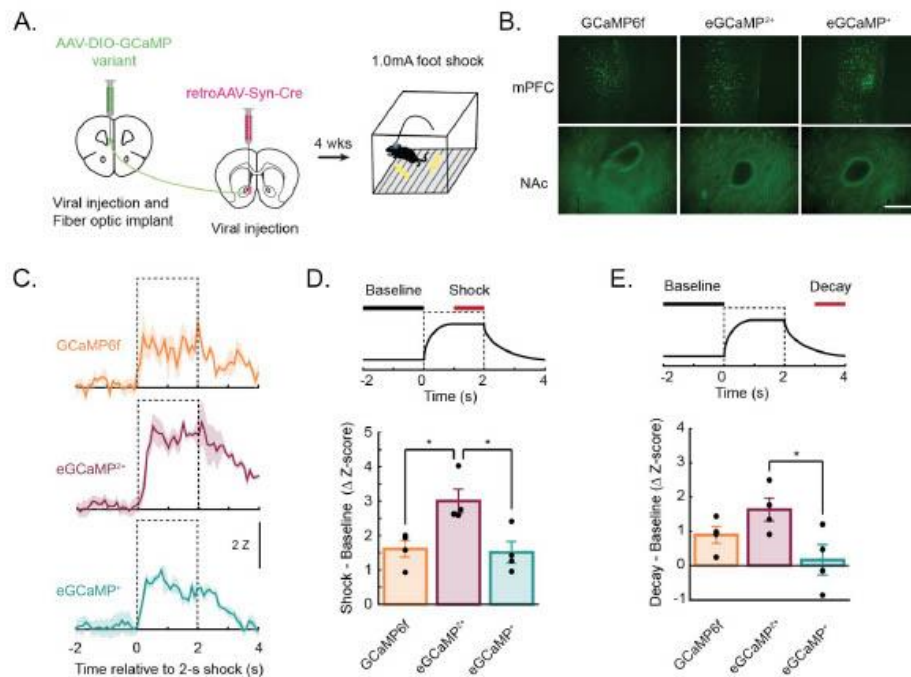 A.
AAV-DIO-GCaMP
variant
retroAAV-Syn-Cre
1.0mA foot shock
4 wks
Viral injection and
Fiber optic implant
Viral injection
B.
GCaMP6f
eGCaMP²⁺
eGCaMP⁺
mPFC
NAc
C.
GCaMP6f
eGCaMP²⁺
2 Z
eGCaMP⁺
-2
0
2
4
Time relative to 2-s shock (s)
D.
Baseline
Shock
-2
0
2
4
Time (s)
Shock - Baseline (Δ Z-score)
5
4
3
2
1
0
*
*
GCaMP6f
eGCaMP²⁺
eGCaMP⁺
E.
Baseline
Decay
-2
0
2
4
Time (s)
Decay - Baseline (Δ Z-score)
4
3
2
1
0
-1
*
GCaMP6f
eGCaMP²⁺
eGCaMP⁺